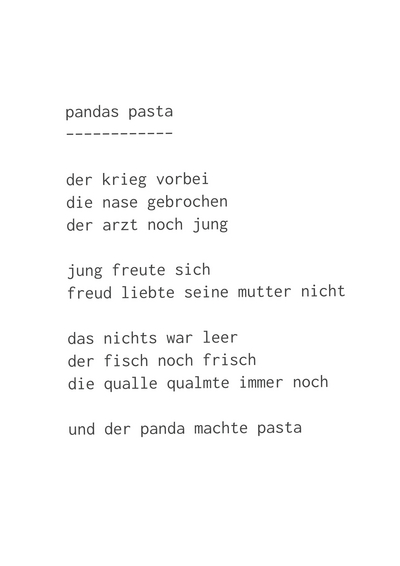 pandas pasta
------------
der krieg vorbei
die nase gebrochen
der arzt noch jung
jung freute sich
freud liebte seine mutter nicht
das nichts war leer
der fisch noch frisch
die qualle qualmte immer noch
und der panda machte pasta